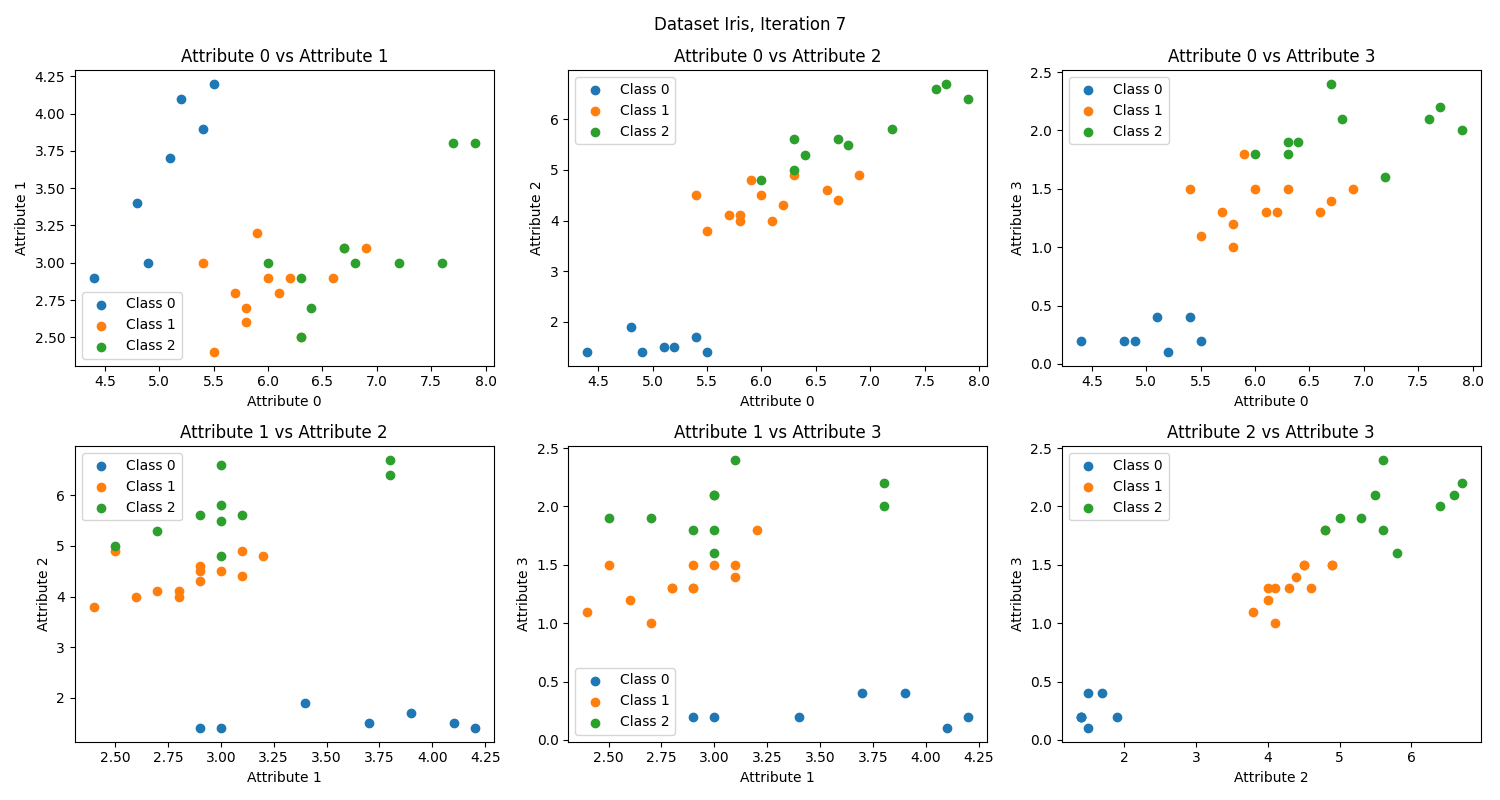 Dataset Iris, Iteration 7
Attribute 0 vs Attribute 1
4.25
4.00
3.75
3.50
3.25
3.00
2.75
2.50
Attribute 1
Class 0
Class 1
Class 2
4.5 5.0 5.5 6.0 6.5 7.0 7.5 8.0
Attribute 0
Attribute 0 vs Attribute 2
6
5
4
3
2
Attribute 2
Class 0
Class 1
Class 2
4.5 5.0 5.5 6.0 6.5 7.0 7.5 8.0
Attribute 0
Attribute 0 vs Attribute 3
2.5
2.0
1.5
1.0
0.5
0.0
Attribute 3
Class 0
Class 1
Class 2
4.5 5.0 5.5 6.0 6.5 7.0 7.5 8.0
Attribute 0
Attribute 1 vs Attribute 2
6
5
4
3
2
Attribute 2
Class 0
Class 1
Class 2
2.50 2.75 3.00 3.25 3.50 3.75 4.00 4.25
Attribute 1
Attribute 1 vs Attribute 3
2.5
2.0
1.5
1.0
0.5
0.0
Attribute 3
Class 0
Class 1
Class 2
2.50 2.75 3.00 3.25 3.50 3.75 4.00 4.25
Attribute 1
Attribute 2 vs Attribute 3
2.5
2.0
1.5
1.0
0.5
0.0
Attribute 3
Class 0
Class 1
Class 2
2 3 4 5 6
Attribute 2